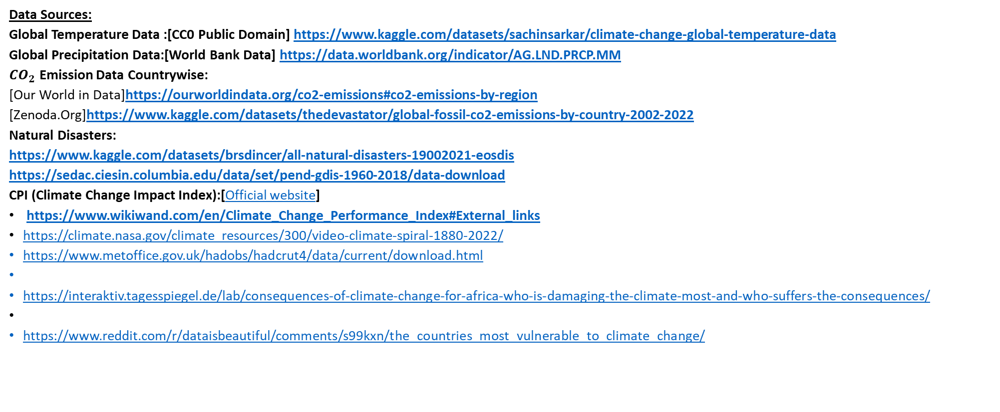 Data Sources:
Global Temperature Data :[CC0 Public Domain] https://www.kaggle.com/datasets/sachinsarkar/climate-change-global-temperature-data
Global Precipitation Data:[World Bank Data] https://data.worldbank.org/indicator/AG.LND.PRCP.MM
CO₂ Emission Data Countrywise:
[Our World in Data]https://ourworldindata.org/co2-emissions#co2-emissions-by-region
[Zenoda.Org]https://www.kaggle.com/datasets/thedevastator/global-fossil-co2-emissions-by-country-2002-2022
Natural Disasters:
https://www.kaggle.com/datasets/brsdincer/all-natural-disasters-19002021-eosdis
https://sedac.ciesin.columbia.edu/data/set/pend-gdis-1960-2018/data-download
CPI (Climate Change Impact Index):[Official website]
• https://www.wikiwand.com/en/Climate_Change_Performance_Index#External_links
• https://climate.nasa.gov/climate_resources/300/video-climate-spiral-1880-2022/
• https://www.metoffice.gov.uk/hadobs/hadcrut4/data/current/download.html
•
• https://interaktiv.tagesspiegel.de/lab/consequences-of-climate-change-for-africa-who-is-damaging-the-climate-most-and-who-suffers-the-consequences/
•
• https://www.reddit.com/r/dataisbeautiful/comments/s99kxn/the_countries_most_vulnerable_to_climate_change/